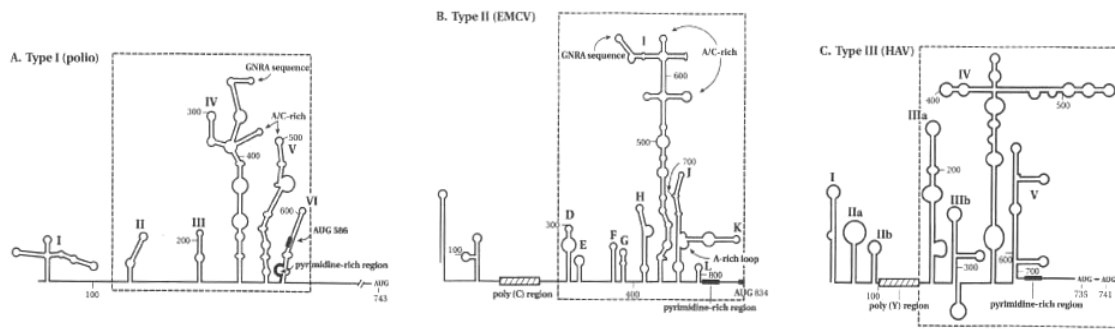 A. Type I (polio)
GNRA sequence
IV
300
A/C-rich
500
V
400
VI
600
II
III
200
AUG 586
I
pyrimidine-rich region
100
AUG
743
B. Type II (EMCV)
I
GNRA sequence
A/C-rich
600
500
700
J
H
D
300
E
F
G
K
100
A-rich loop
L
800
poly (C) region
400
AUG 834
pyrimidine-rich region
C. Type III (HAV)
IV
400
500
IIIa
200
I
V
IIa
IIIb
IIb
300
600
700
100
AUG
AUG
poly (Y) region
pyrimidine-rich region
735
741